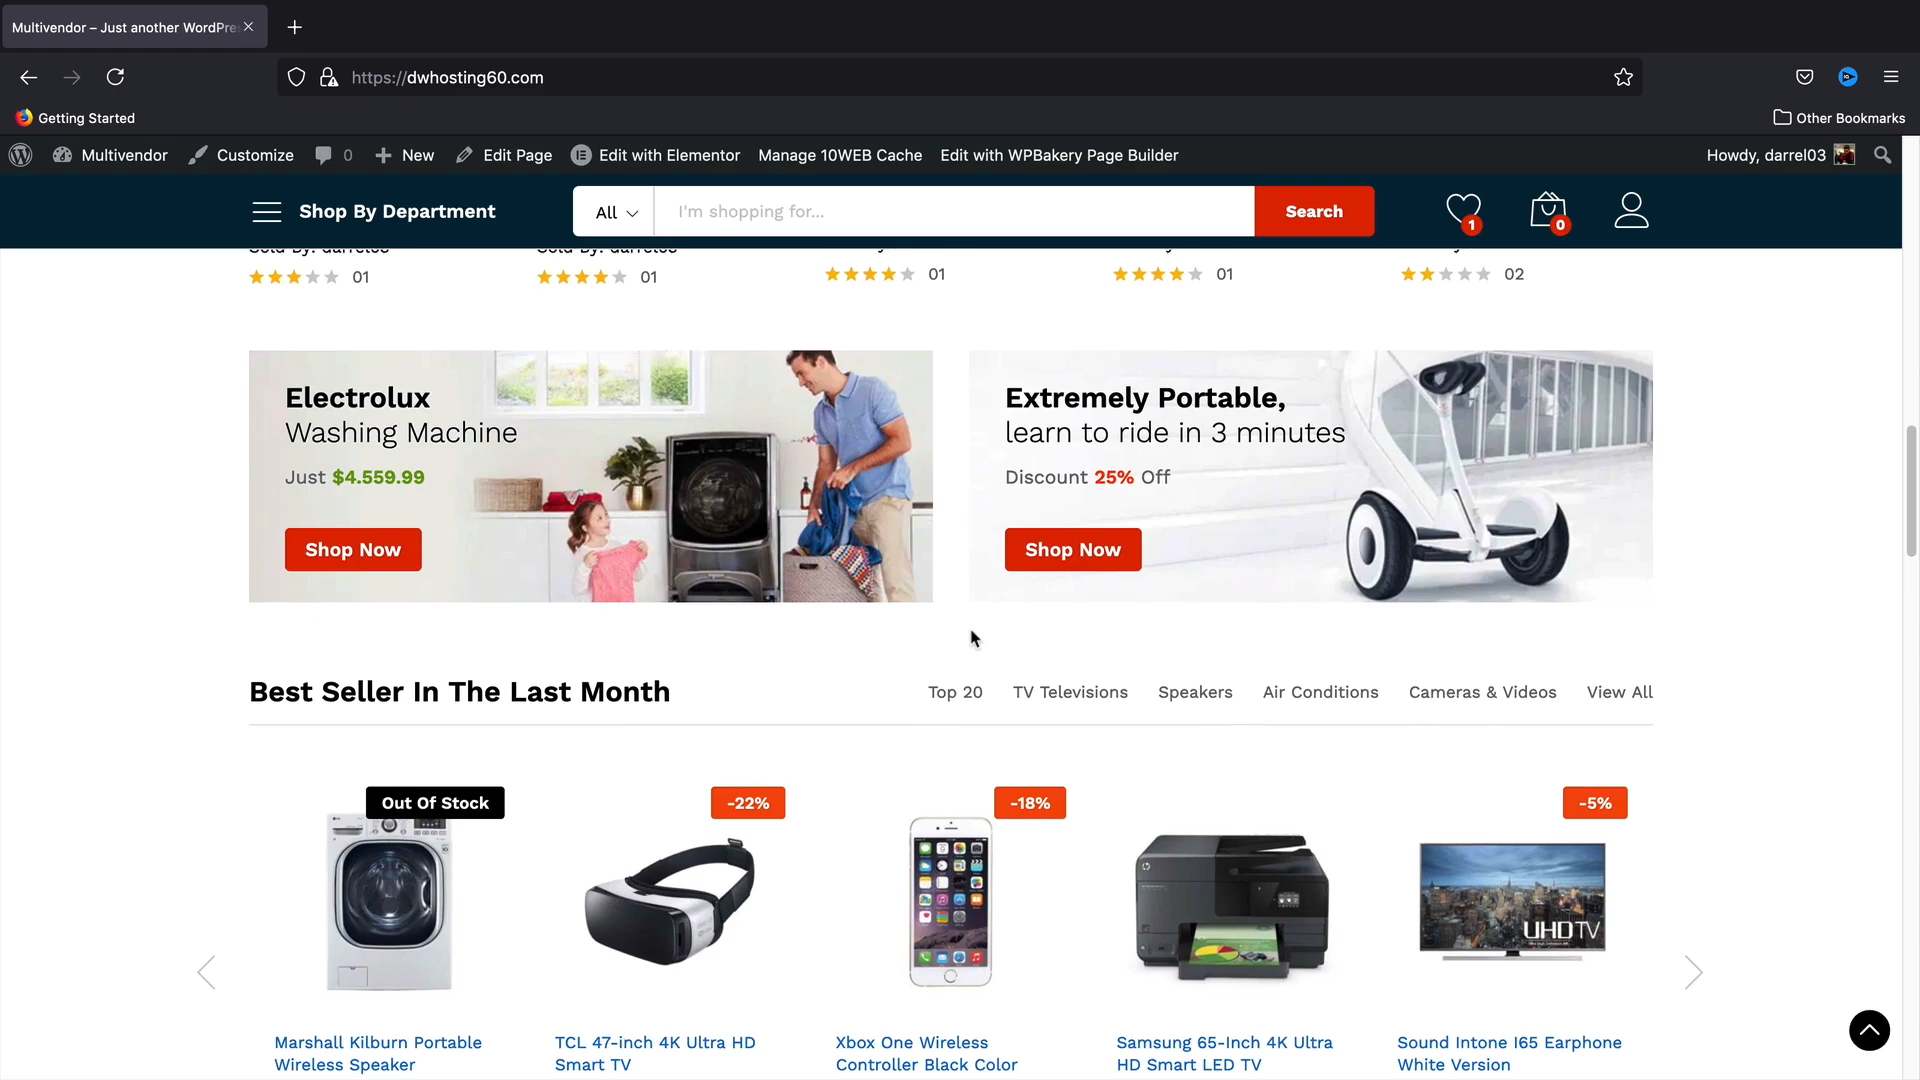 Multivendor – Just another WordPre
https://dwhosting60.com
Getting Started
Other Bookmarks
Multivendor
Customize
0
New
Edit Page
Edit with Elementor
Manage 10WEB Cache
Edit with WPBakery Page Builder
Howdy, darrel03
Shop By Department
All
I'm shopping for...
Search
1
0
Sold By: darrel03
Sold By: darrel03
01
01
01
01
02
Electrolux
Washing Machine
Just $4.559.99
Shop Now
Extremely Portable,
learn to ride in 3 minutes
Discount 25% Off
Shop Now
Best Seller In The Last Month
Top 20
TV Televisions
Speakers
Air Conditions
Cameras & Videos
View All
Out Of Stock
-22%
-18%
-5%
UHDTV
Marshall Kilburn Portable
Wireless Speaker
TCL 47-inch 4K Ultra HD
Smart TV
Xbox One Wireless
Controller Black Color
Samsung 65-Inch 4K Ultra
HD Smart LED TV
Sound Intone I65 Earphone
White Version